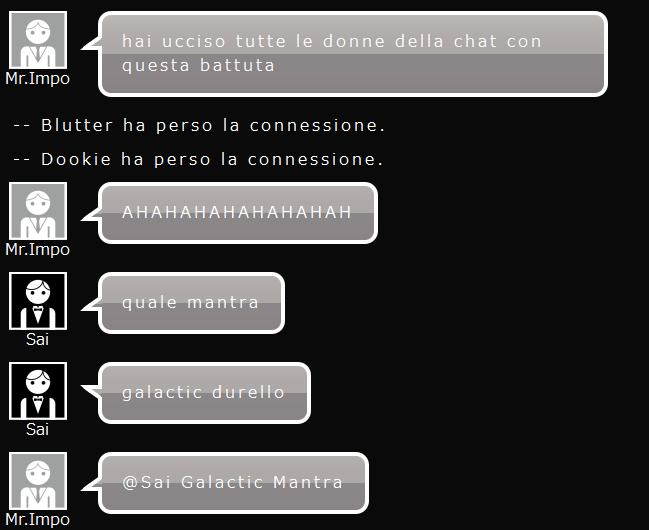 hai ucciso tutte le donne della chat con
questa battuta
Mr.Impo
-- Blutter ha perso la connessione.
-- Dookie ha perso la connessione.
AHAHAHAHAHAHAHAH
Mr.Impo
quale mantra
Sai
galactic durello
Sai
@Sai Galactic Mantra
Mr.Impo